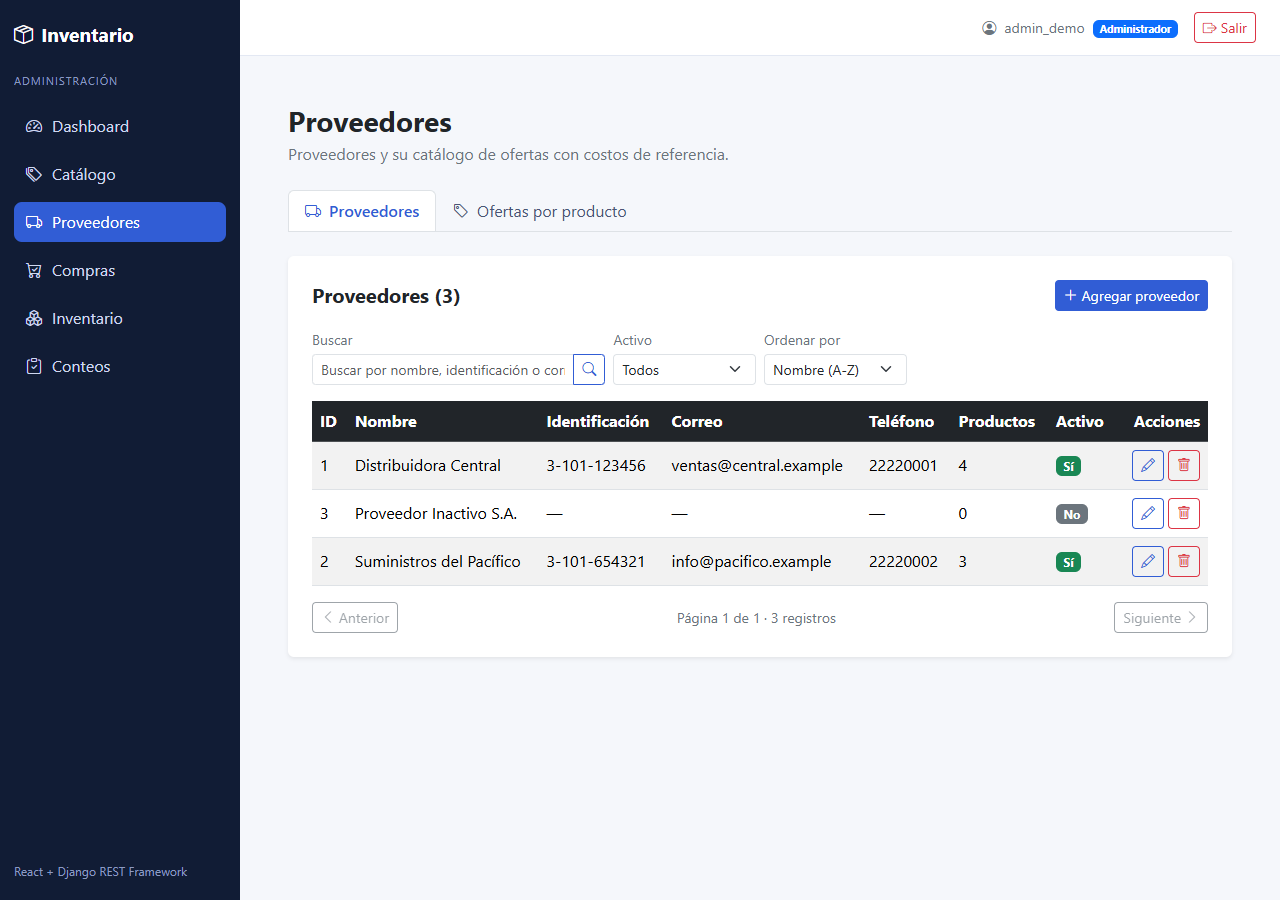 Inventario
admin_demo Administrador Salir
ADMINISTRACIÓN
Dashboard
Catálogo
Proveedores
Compras
Inventario
Conteos
React + Django REST Framework
Proveedores
Proveedores y su catálogo de ofertas con costos de referencia.
Proveedores Ofertas por producto
Proveedores (3) Agregar proveedor
Buscar Activo Ordenar por
Buscar por nombre, identificación o cor Todos Nombre (A-Z)
ID Nombre Identificación Correo Teléfono Productos Activo Acciones
1 Distribuidora Central 3-101-123456 ventas@central.example 22220001 4 Sí
3 Proveedor Inactivo S.A. — — — 0 No
2 Suministros del Pacífico 3-101-654321 info@pacifico.example 22220002 3 Sí
Anterior Página 1 de 1 · 3 registros Siguiente